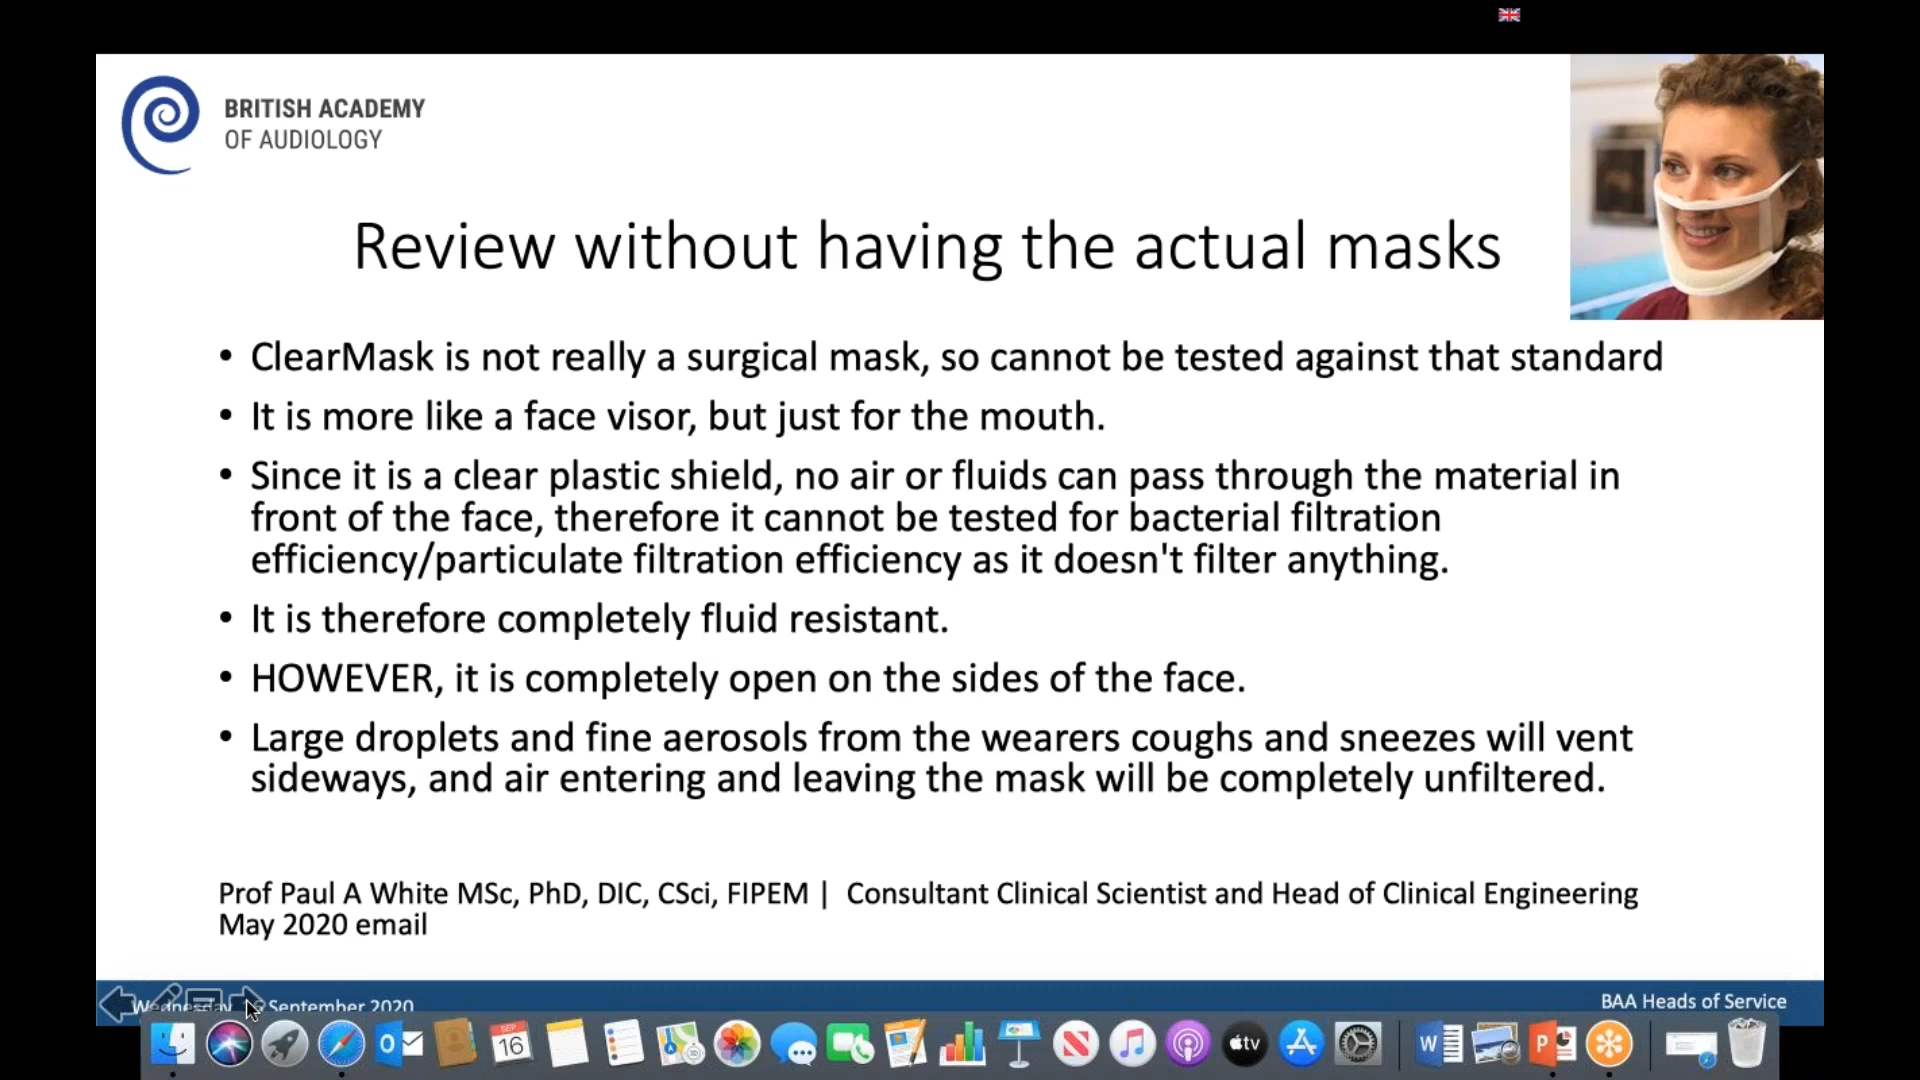 BRITISH ACADEMY
OF AUDIOLOGY
Review without having the actual masks
• ClearMask is not really a surgical mask, so cannot be tested against that standard
• It is more like a face visor, but just for the mouth.
• Since it is a clear plastic shield, no air or fluids can pass through the material in
front of the face, therefore it cannot be tested for bacterial filtration
efficiency/particulate filtration efficiency as it doesn't filter anything.
• It is therefore completely fluid resistant.
• HOWEVER, it is completely open on the sides of the face.
• Large droplets and fine aerosols from the wearers coughs and sneezes will vent
sideways, and air entering and leaving the mask will be completely unfiltered.
Prof Paul A White MSc, PhD, DIC, CSci, FIPEM | Consultant Clinical Scientist and Head of Clinical Engineering
May 2020 email
Wednesday, 16 September 2020
BAA Heads of Service
SEP
16
tv
W
P